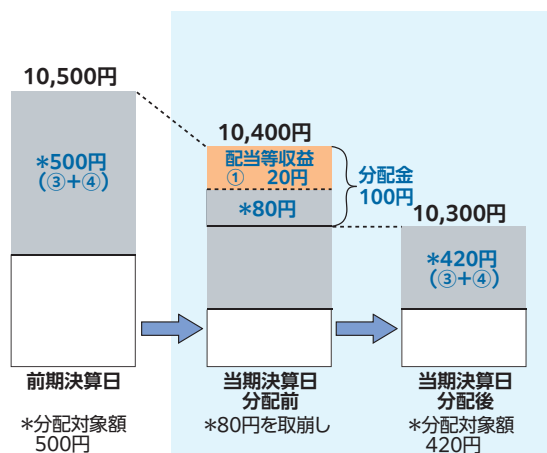 10,500円
*500円
(③+④)
前期決算日
*分配対象額
500円
10,400円
配当等収益
① 20円
*80円
分配金
100円
当期決算日
分配前
*80円を取崩し
10,300円
*420円
(③+④)
当期決算日
分配後
*分配対象額
420円